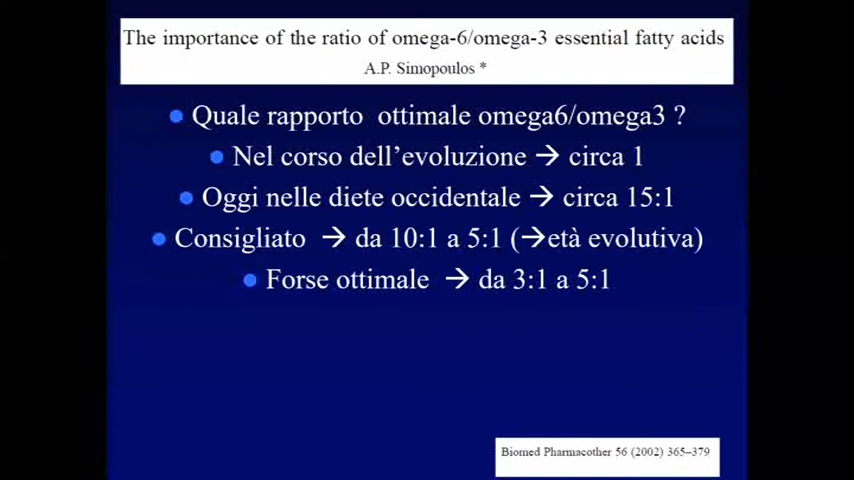 The importance of the ratio of omega-6/omega-3 essential fatty acids
A.P. Simopoulos *
Quale rapporto ottimale omega6/omega3 ?
Nel corso dell’evoluzione → circa 1
Oggi nelle diete occidentale → circa 15:1
Consigliato → da 10:1 a 5:1 (→età evolutiva)
Forse ottimale → da 3:1 a 5:1
Biomed Pharmacother 56 (2002) 365–379